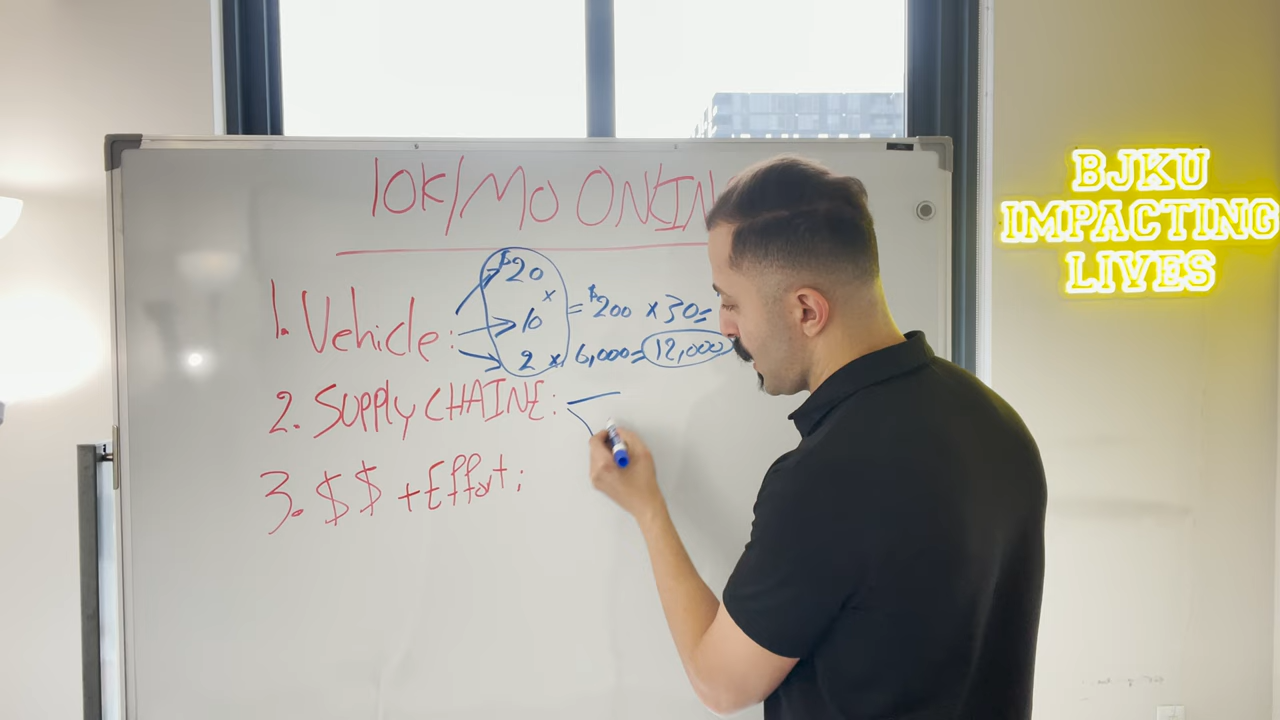 10K/MO ONLIN
1. Vehicle: $20 x 10 = $200 x 30 =
2 x 6,000 = 12,000
2. SUPPLY CHAINE:
3. $$ + Effort:
BJKU
IMPACTING
LIVES